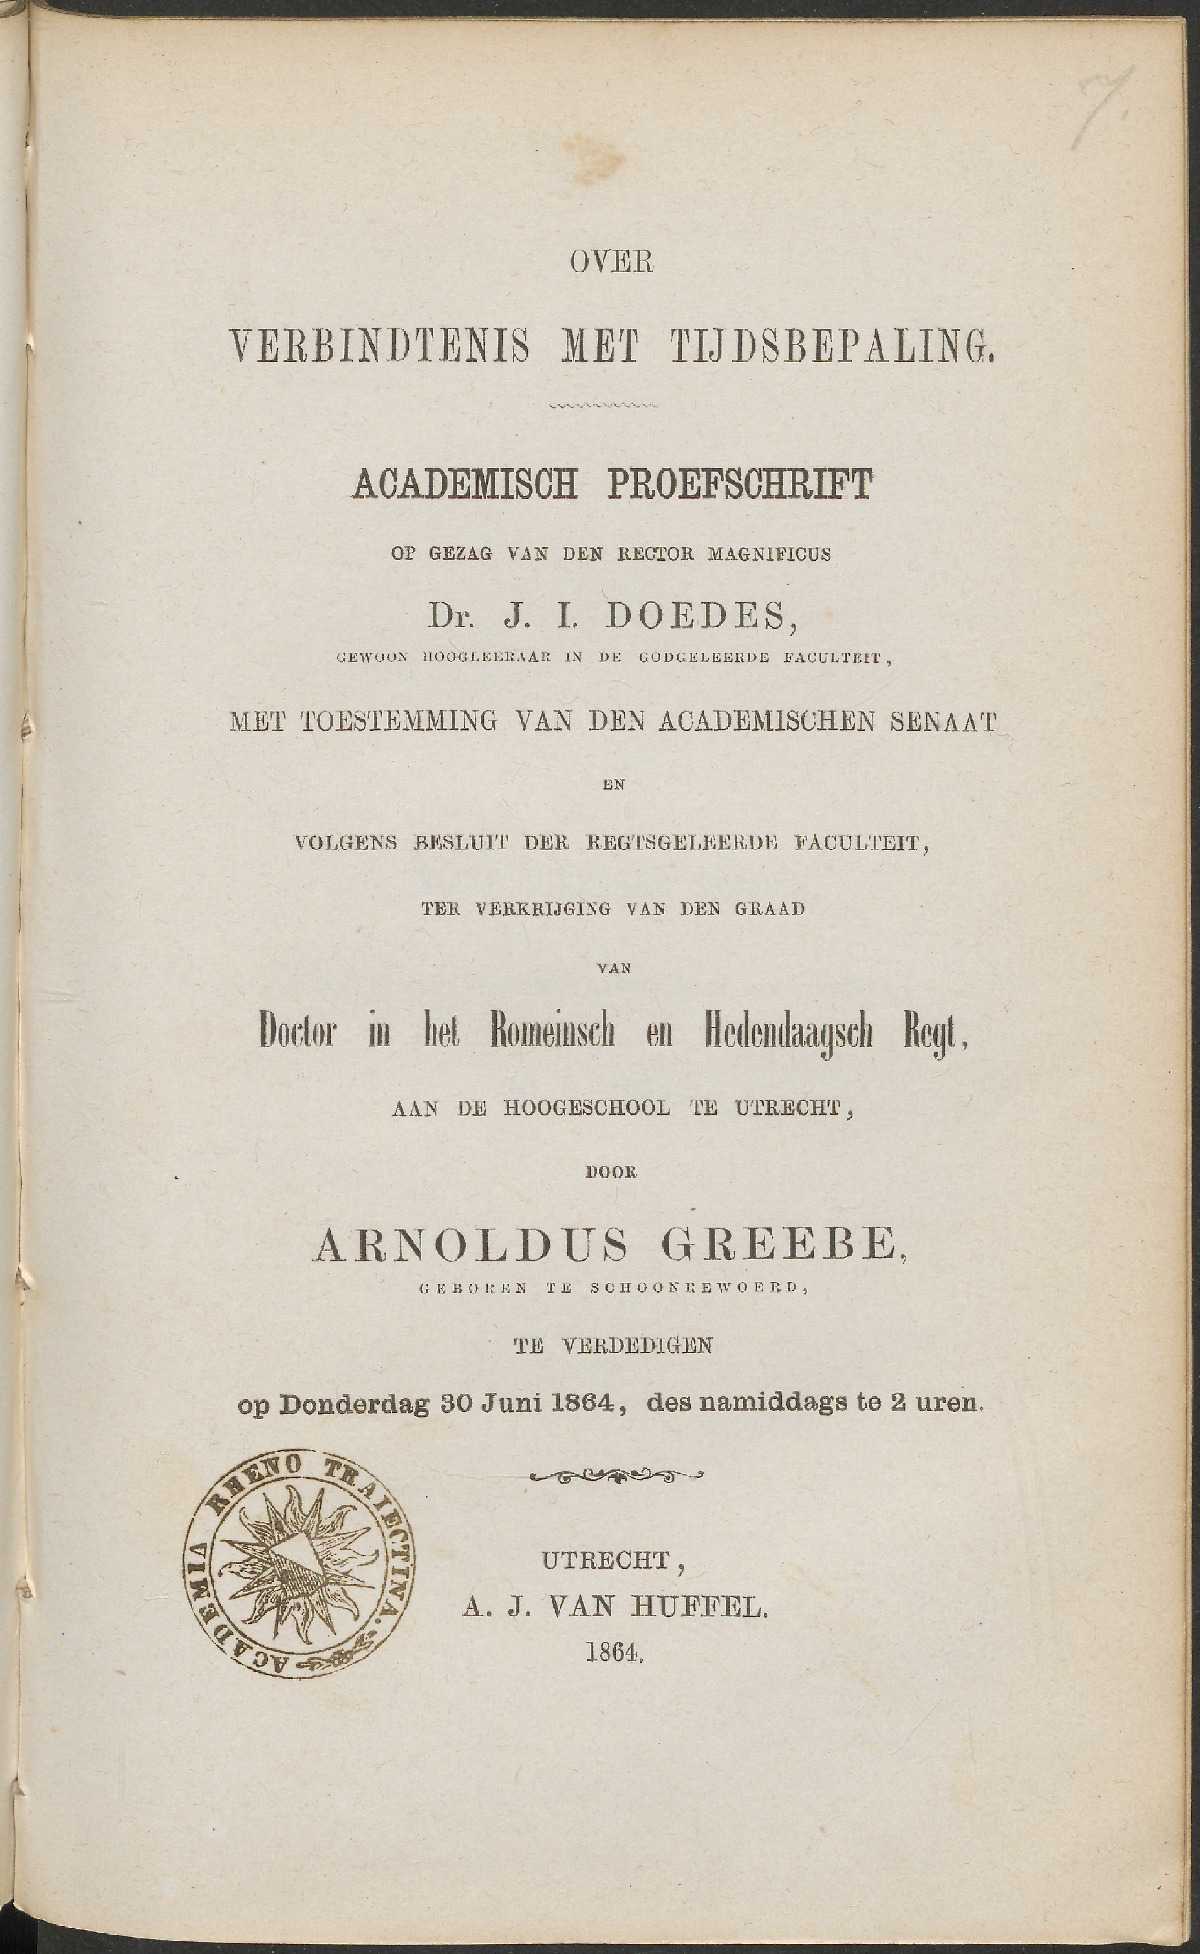 7.
OVER
VERBINDTENIS MET TIJDSBEPALING.
ACADEMISCH PROEFSCHRIFT
OP GEZAG VAN DEN RECTOR MAGNIFICUS
Dr. J. I. DOEDES,
GEWOON HOOGLEERAAR IN DE GODGELEERDE FACULTEIT,
MET TOESTEMMING VAN DEN ACADEMISCHEN SENAAT
EN
VOLGENS BESLUIT DER REGTSGELEERDE FACULTEIT,
TER VERKRIJGING VAN DEN GRAAD
VAN
Doctor in het Romeinsch en Hedendaagsch Regt,
AAN DE HOOGESCHOOL TE UTRECHT,
DOOR
ARNOLDUS GREEBE,
GEBOREN TE SCHOONREWOERD,
TE VERDEDIGEN
op Donderdag 30 Juni 1864, des namiddags te 2 uren.
ACADEMIA RHENO TRAIECTINA.
UTRECHT,
A. J. VAN HUFFEL.
1864.